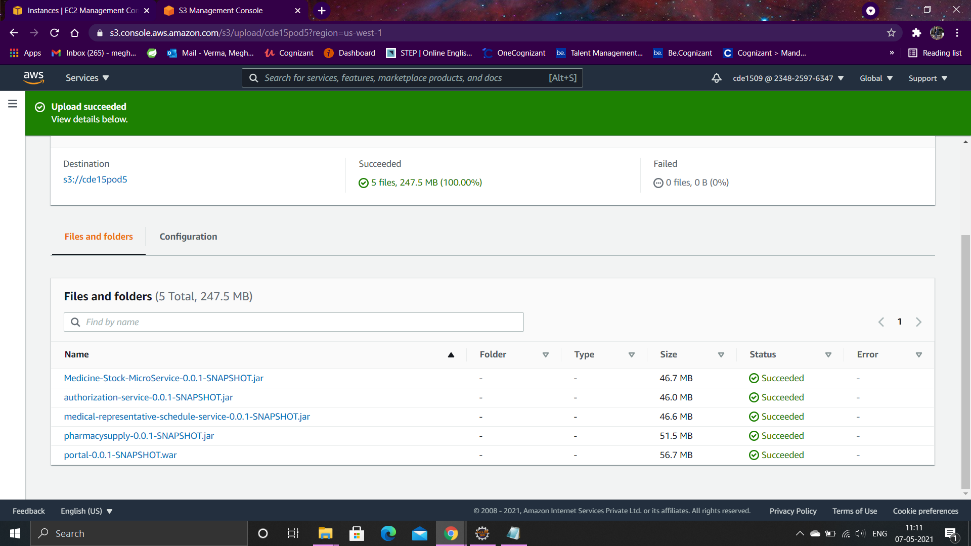 Instances | EC2 Management Con
S3 Management Console
s3.console.aws.amazon.com/s3/upload/cde15pod5?region=us-west-1
Apps
Inbox (265) - megh...
Mail - Verma, Megh...
Cognizant
Dashboard
STEP | Online Englis...
OneCognizant
be. Talent Management...
be. Be.Cognizant
Cognizant > Mand...
»
Reading list
aws
Services
Search for services, features, marketplace products, and docs [Alt+S]
cde1509 @ 2348-2597-6347
Global
Support
Upload succeeded
View details below.
Destination
s3://cde15pod5
Succeeded
5 files, 247.5 MB (100.00%)
Failed
0 files, 0 B (0%)
Files and folders
Configuration
Files and folders (5 Total, 247.5 MB)
Find by name
1
Name Folder Type Size Status Error
Medicine-Stock-MicroService-0.0.1-SNAPSHOT.jar - - 46.7 MB Succeeded -
authorization-service-0.0.1-SNAPSHOT.jar - - 46.0 MB Succeeded -
medical-representative-schedule-service-0.0.1-SNAPSHOT.jar - - 46.6 MB Succeeded -
pharmacysupply-0.0.1-SNAPSHOT.jar - - 51.5 MB Succeeded -
portal-0.0.1-SNAPSHOT.war - - 56.7 MB Succeeded -
Feedback
English (US)
© 2008 - 2021, Amazon Internet Services Private Ltd. or its affiliates. All rights reserved.
Privacy Policy
Terms of Use
Cookie preferences
Search
ENG
11:11
07-05-2021
1